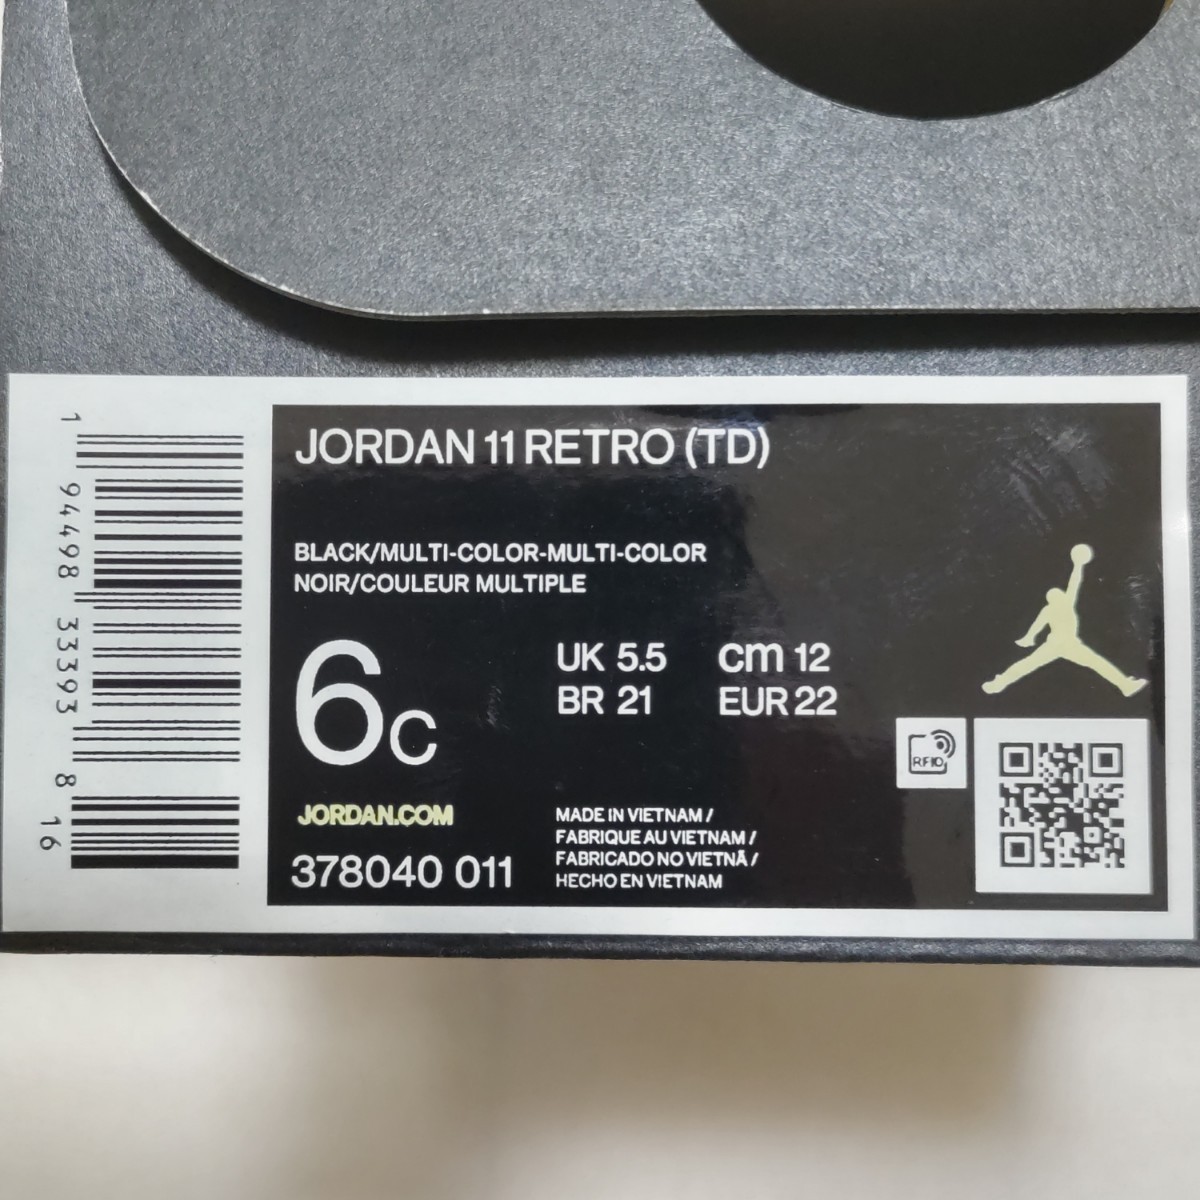 JORDAN 11 RETRO (TD)
BLACK/MULTI-COLOR-MULTI-COLOR
NOIR/COULEUR MULTIPLE
6C
UK 5.5 cm 12
BR 21 EUR 22
RFID
JORDAN.COM
378040 011
MADE IN VIETNAM /
FABRIQUE AU VIETNAM /
FABRICADO NO VIETNÃ /
HECHO EN VIETNAM
1 94498 33393 8 16